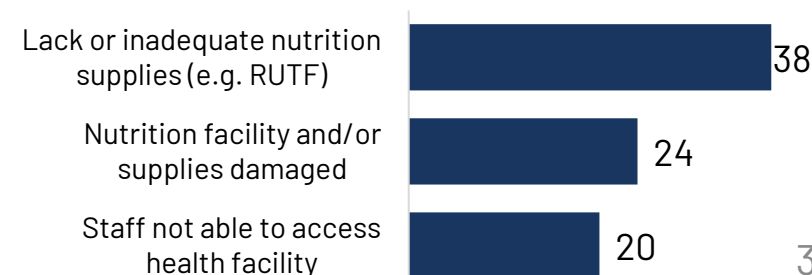 Lack or inadequate nutrition
supplies (e.g. RUTF)
38
Nutrition facility and/or
supplies damaged
24
Staff not able to access
health facility
20
3